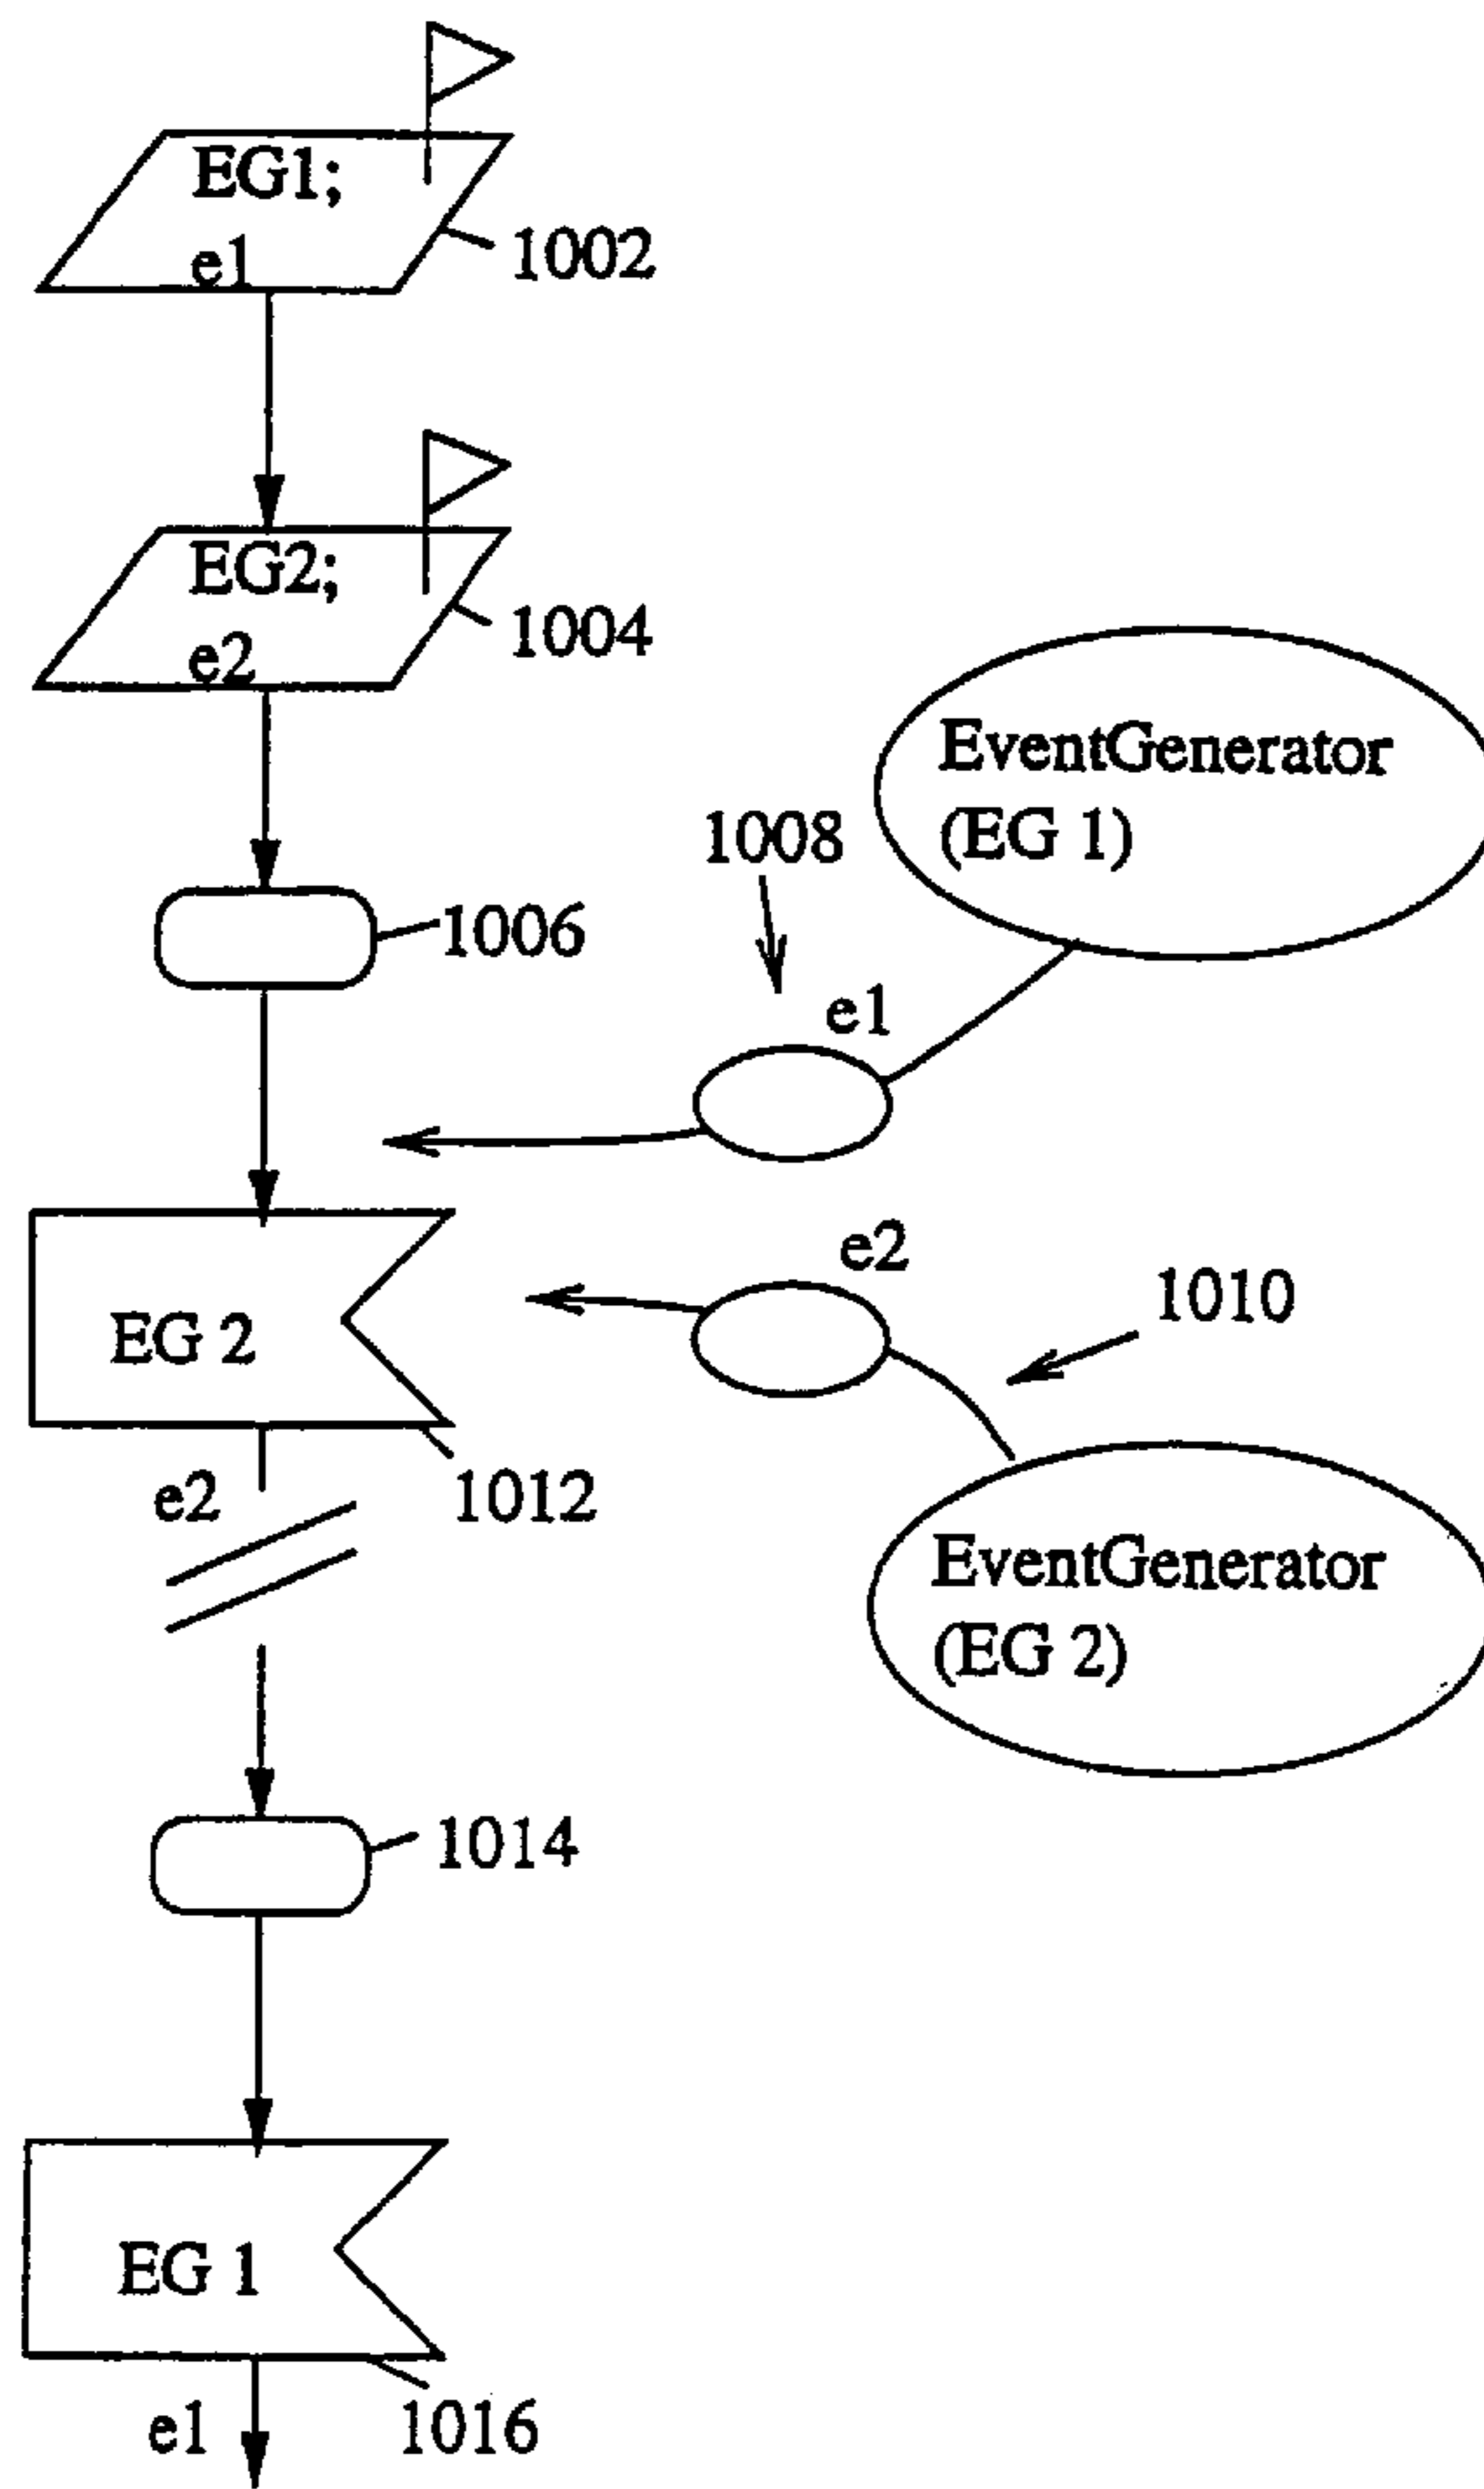 EG1;
e1
1002
EG2;
e2
1004
EventGenerator
(EG 1)
1008
1006
e1
e2
1010
EG 2
e2
1012
EventGenerator
(EG 2)
1014
EG 1
e1
1016